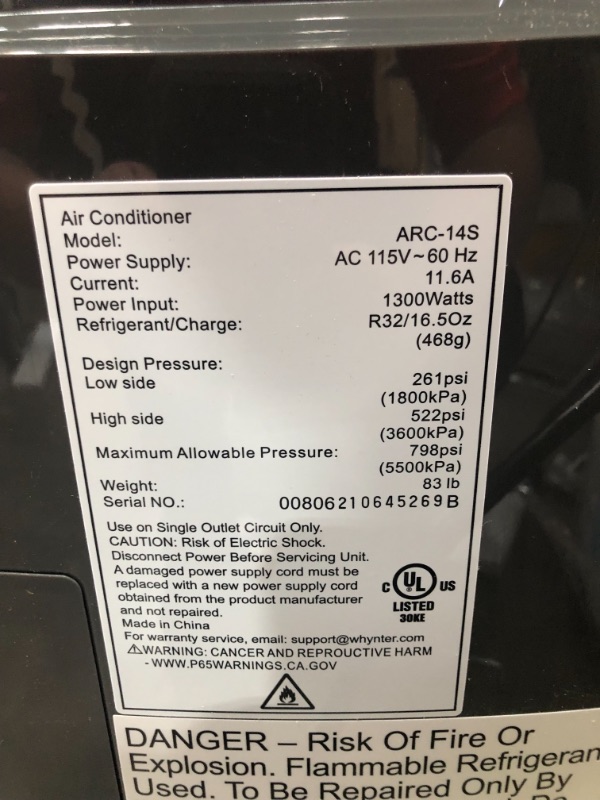 Air Conditioner
Model: ARC-14S
Power Supply: AC 115V~60 Hz
Current: 11.6A
Power Input: 1300Watts
Refrigerant/Charge: R32/16.5Oz
(468g)
Design Pressure:
Low side 261psi
(1800kPa)
High side 522psi
(3600kPa)
Maximum Allowable Pressure: 798psi
(5500kPa)
Weight: 83 lb
Serial NO.: 00806210645269B
Use on Single Outlet Circuit Only.
CAUTION: Risk of Electric Shock.
Disconnect Power Before Servicing Unit.
A damaged power supply cord must be
replaced with a new power supply cord
obtained from the product manufacturer
and not repaired.
C UL US
LISTED
30KE
Made in China
For warranty service, email: support@whynter.com
⚠WARNING: CANCER AND REPROUCTIVE HARM
- WWW.P65WARNINGS.CA.GOV
DANGER – Risk Of Fire Or
Explosion. Flammable Refrigeran
Used. To Be Repaired Only By